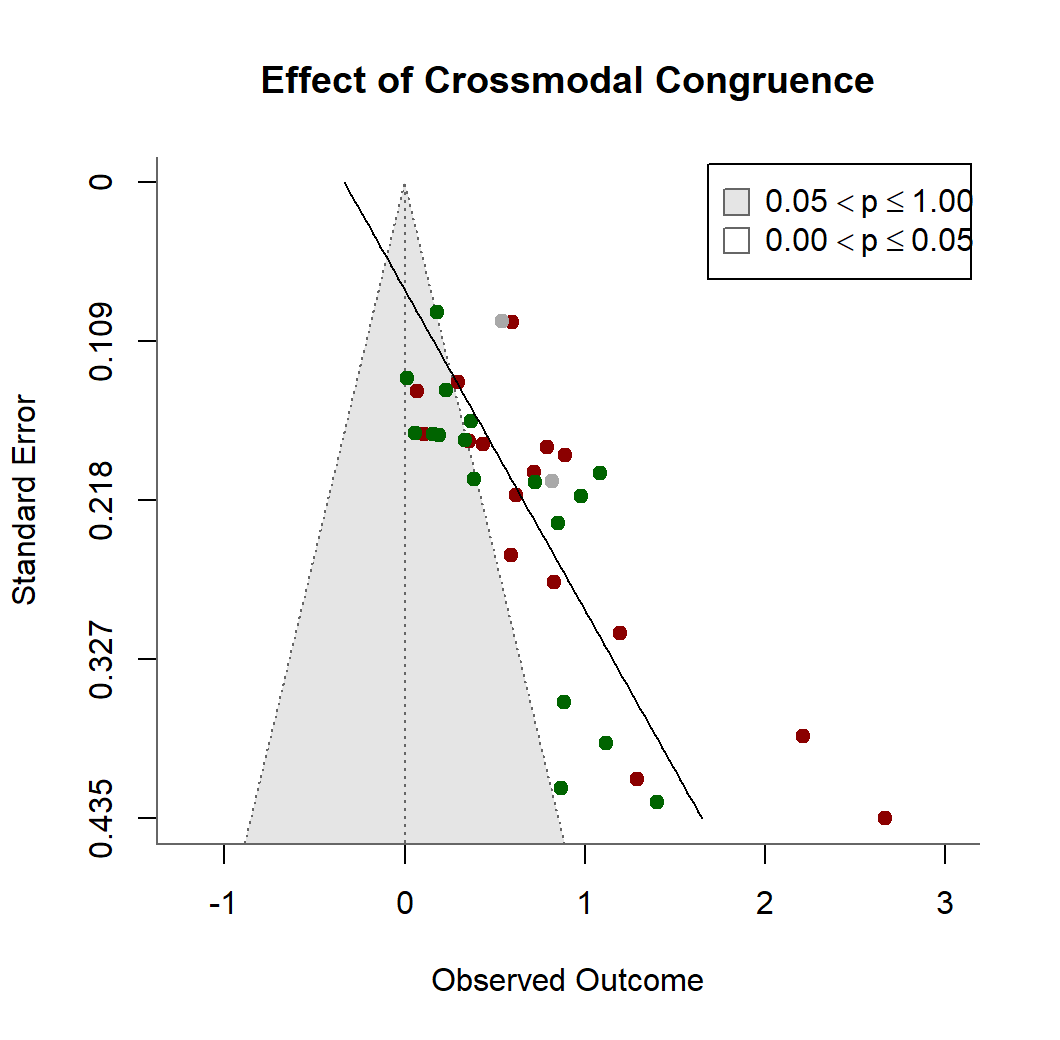 Effect of Crossmodal Congruence
0.05 < p ≤ 1.00
0.00 < p ≤ 0.05
Standard Error
0
0.109
0.218
0.327
0.435
-1 0 1 2 3
Observed Outcome